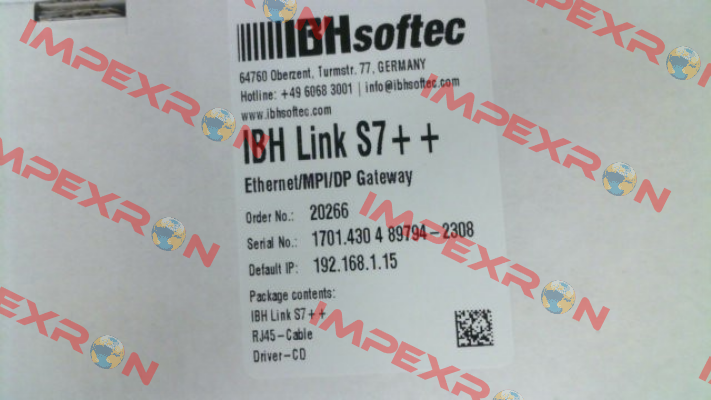 IBHsoftec
64760 Oberzent, Turmstr. 77, GERMANY
Hotline: +49 6068 3001 | info@ibhsoftec.com
www.ibhsoftec.com
IBH Link S7++
Ethernet/MPI/DP Gateway
Order No.: 20266
Serial No.: 1701.430 4 89794-2308
Default IP: 192.168.1.15
Package contents:
IBH Link S7++
RJ45-Cable
Driver-CD
IMPEXRON
IMPEXRON
IMPEXRON
IMPEXRON
IMPEXRON
IMPEXRON
IMPEXRON